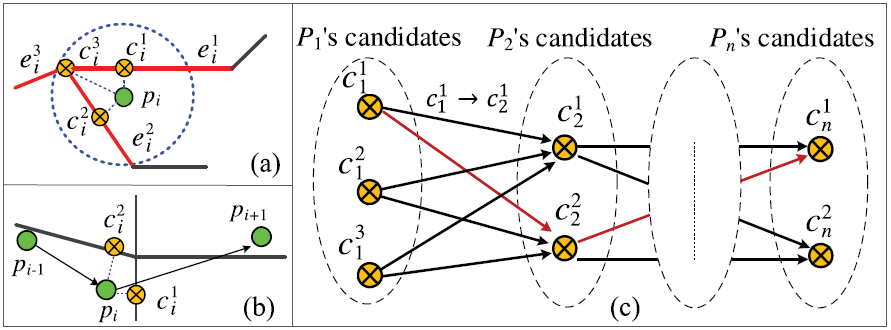 e_i^3 c_i^3 c_i^1 e_i^1
p_i
c_i^2
e_i^2
(a)
c_i^2
p_{i+1}
p_{i-1}
p_i
c_i^1
(b)
P_1's candidates P_2's candidates P_n's candidates
c_1^1
c_1^1 → c_2^1
c_2^1
c_n^1
c_1^2
c_2^2
c_n^2
c_1^3
(c)